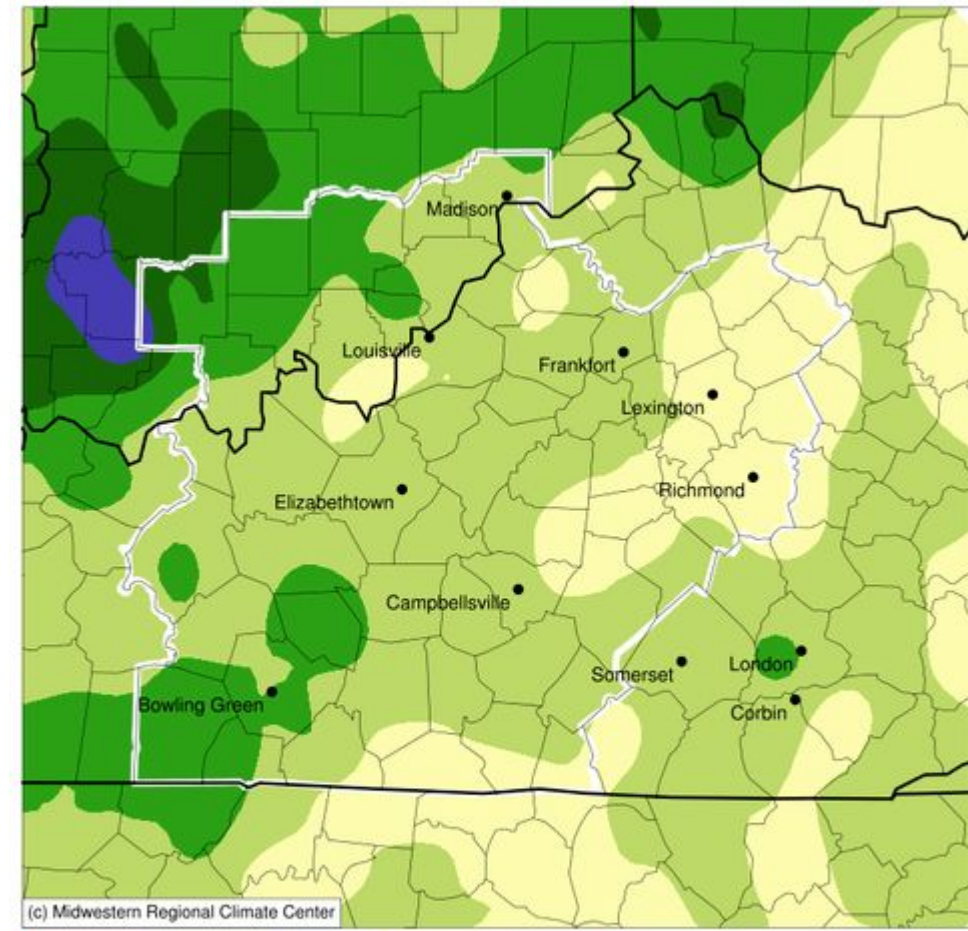 Madison
Louisville
Frankfort
Lexington
Richmond
Elizabethtown
Campbellsville
London
Somerset
Bowling Green
Corbin
(c) Midwestern Regional Climate Center